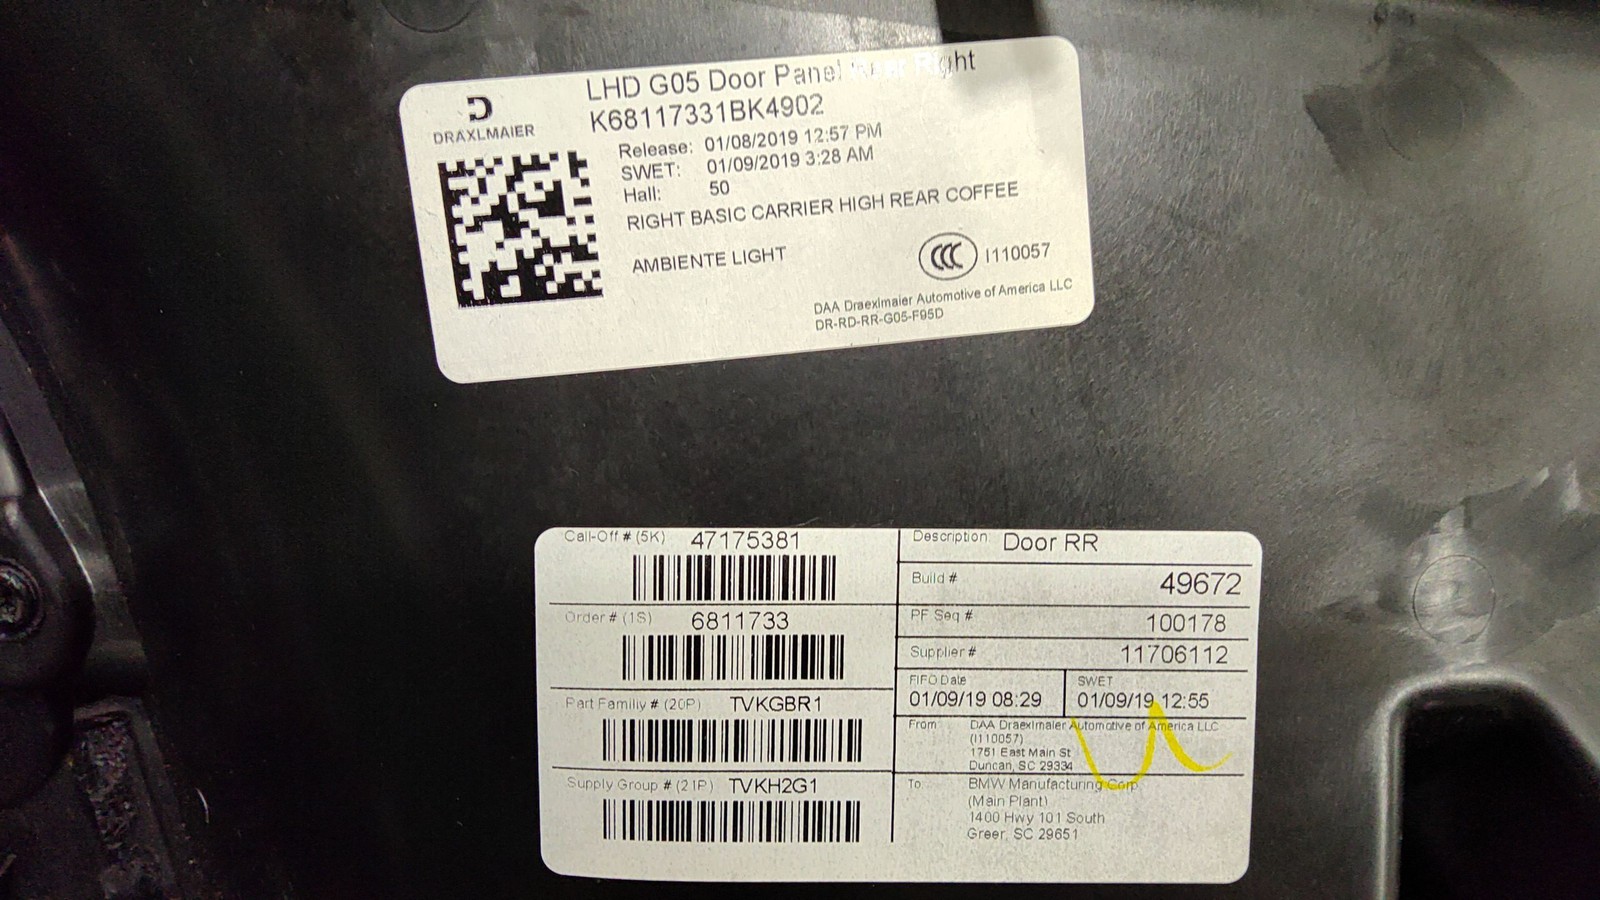 LHD G05 Door Panel Rear Right
K68117331BK4902
DRÄXLMAIER
Release: 01/08/2019 12:57 PM
SWET: 01/09/2019 3:28 AM
Hall: 50
RIGHT BASIC CARRIER HIGH REAR COFFEE
AMBIENTE LIGHT
CCC I110057
DAA Draexlmaier Automotive of America LLC
DR-RD-RR-G05-F95D
Call-Off # (5K) 47175381
Order # (1S) 6811733
Part Familiy # (20P) TVKGBR1
Supply Group # (21P) TVKH2G1
Description: Door RR
Build # 49672
PF Seq # 100178
Supplier # 11706112
FIFO Date
01/09/19 08:29
SWET
01/09/19 12:55
From: DAA Draeximaier Automotive of America LLC
(I110057)
1751 East Main St
Duncan, SC 29334
To: BMW Manufacturing Corp
(Main Plant)
1400 Hwy 101 South
Greer, SC 29651